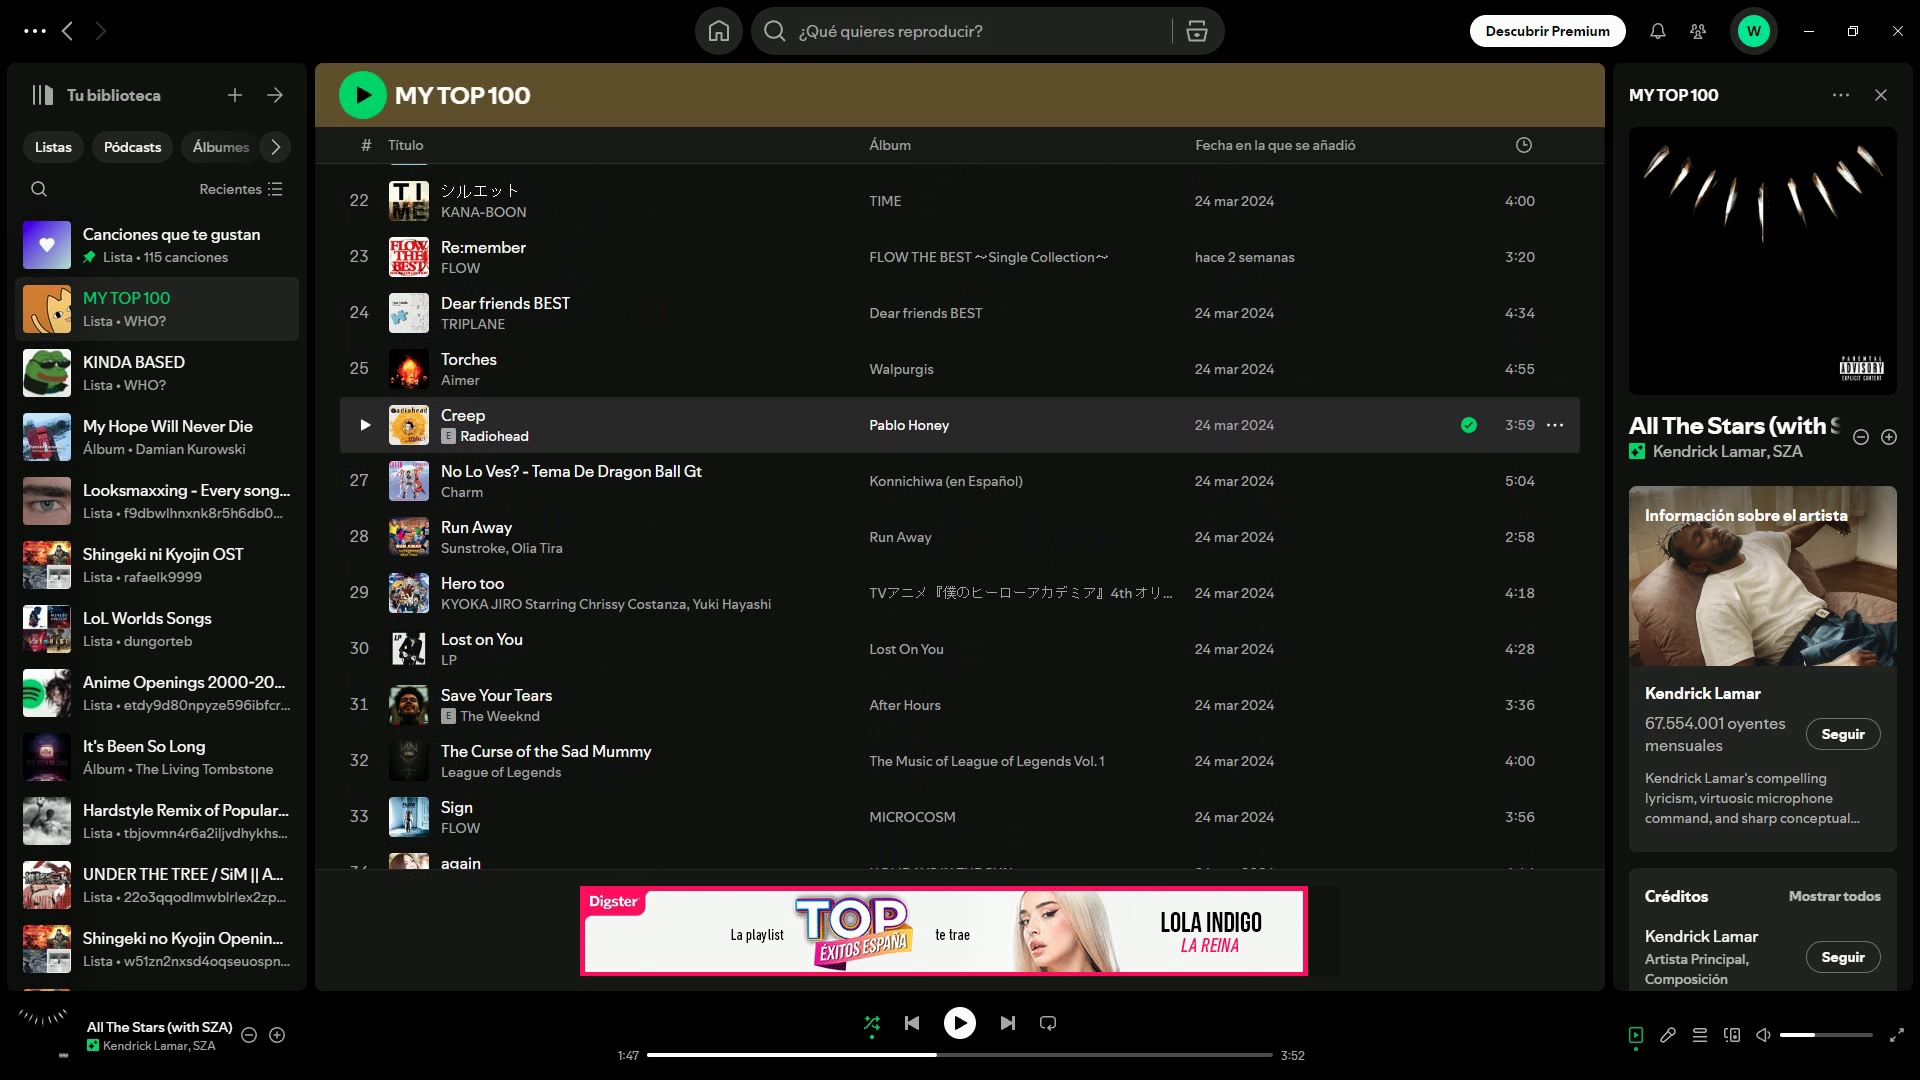 ¿Qué quieres reproducir?
Descubrir Premium
W
Tu biblioteca
Listas
Pódcasts
Álbumes
Recientes
Canciones que te gustan
Lista • 115 canciones
MY TOP 100
Lista • WHO?
KINDA BASED
Lista • WHO?
My Hope Will Never Die
Álbum • Damian Kurowski
Looksmaxxing - Every song...
Lista • f9dbwlhnxnk8r5h6db0...
Shingeki ni Kyojin OST
Lista • rafaelk9999
LoL Worlds Songs
Lista • dungorteb
Anime Openings 2000-20...
Lista • etdy9d80npyze596ibfcr...
It's Been So Long
Álbum • The Living Tombstone
Hardstyle Remix of Popular...
Lista • tbjovmn4r6a2iljvdhykhs...
UNDER THE TREE / SiM || A...
Lista • 22o3qqodlmwblrlex2zp...
Shingeki no Kyojin Openin...
Lista • w51zn2nxsd4oqseuospn...
MY TOP 100
# Título Álbum Fecha en la que se añadió
22 シルエット TIME 24 mar 2024 4:00
KANA-BOON
23 Re:member FLOW THE BEST ～Single Collection～ hace 2 semanas 3:20
FLOW
24 Dear friends BEST Dear friends BEST 24 mar 2024 4:34
TRIPLANE
25 Torches Walpurgis 24 mar 2024 4:55
Aimer
Creep Pablo Honey 24 mar 2024 3:59
E Radiohead
27 No Lo Ves? - Tema De Dragon Ball Gt Konnichiwa (en Español) 24 mar 2024 5:04
Charm
28 Run Away Run Away 24 mar 2024 2:58
Sunstroke, Olia Tira
29 Hero too TVアニメ『僕のヒーローアカデミア』4th オリ... 24 mar 2024 4:18
KYOKA JIRO Starring Chrissy Costanza, Yuki Hayashi
30 Lost on You Lost On You 24 mar 2024 4:28
LP
31 Save Your Tears After Hours 24 mar 2024 3:36
E The Weeknd
32 The Curse of the Sad Mummy The Music of League of Legends Vol. 1 24 mar 2024 4:00
League of Legends
33 Sign MICROCOSM 24 mar 2024 3:56
FLOW
again
Digster
La playlist TOP ÉXITOS ESPAÑA te trae
LOLA INDIGO
LA REINA
MY TOP 100
PARENTAL
ADVISORY
EXPLICIT CONTENT
All The Stars (with S
Kendrick Lamar, SZA
Información sobre el artista
Kendrick Lamar
67.554.001 oyentes
mensuales
Seguir
Kendrick Lamar's compelling
lyricism, virtuosic microphone
command, and sharp conceptual...
Créditos
Mostrar todos
Kendrick Lamar
Artista Principal,
Composición
Seguir
All The Stars (with SZA)
Kendrick Lamar, SZA
1:47
3:52